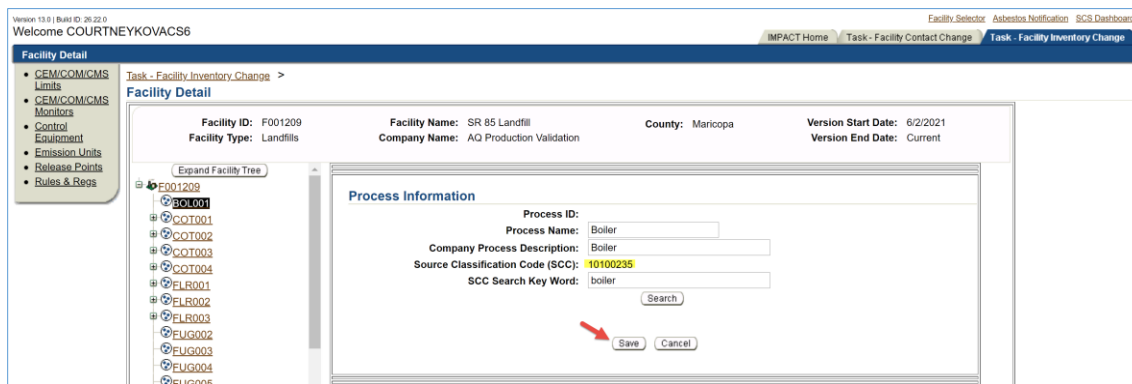 Version 13.0 | Build ID: 26.22.0
Facility Selector Asbestos Notification SCS Dashboard
Welcome COURTNEYKOVACS6
IMPACT Home Task - Facility Contact Change Task - Facility Inventory Change
Facility Detail
CEM/COM/CMS
Limits
CEM/COM/CMS
Monitors
Control
Equipment
Emission Units
Release Points
Rules & Regs
Task - Facility Inventory Change >
Facility Detail
Facility ID: F001209 Facility Name: SR 85 Landfill County: Maricopa Version Start Date: 6/2/2021
Facility Type: Landfills Company Name: AQ Production Validation Version End Date: Current
Expand Facility Tree
F001209
BOL001
COT001
COT002
COT003
COT004
FLR001
FLR002
FLR003
FUG002
FUG003
FUG004
FUG005
Process Information
Process ID:
Process Name: Boiler
Company Process Description: Boiler
Source Classification Code (SCC): 10100235
SCC Search Key Word: boiler
Search
Save Cancel